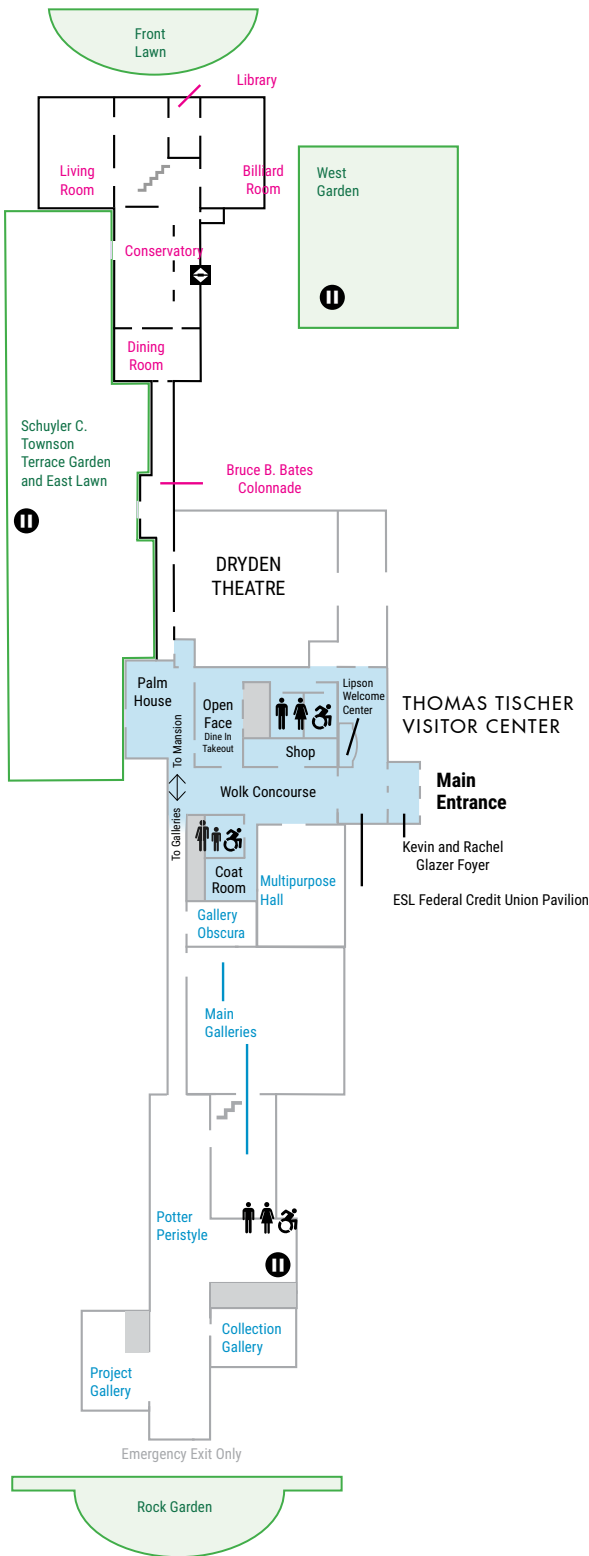 Front
Lawn
Library
Living
Room
Billiard
Room
West
Garden
Conservatory
Dining
Room
Schuyler C.
Townson
Terrace Garden
and East Lawn
Bruce B. Bates
Colonnade
DRYDEN
THEATRE
Palm
House
To Mansion
Open
Face
Dine In
Takeout
Lipson
Welcome
Center
Shop
THOMAS TISCHER
VISITOR CENTER
Wolk Concourse
Main
Entrance
To Galleries
Kevin and Rachel
Glazer Foyer
Coat
Room
Multipurpose
Hall
ESL Federal Credit Union Pavilion
Gallery
Obscura
Main
Galleries
Potter
Peristyle
Collection
Gallery
Project
Gallery
Emergency Exit Only
Rock Garden